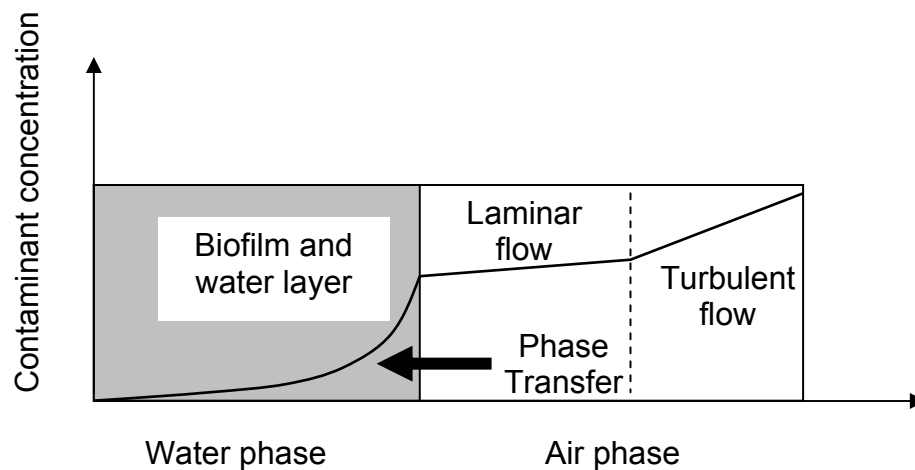 Contaminant concentration
Biofilm and
water layer
Laminar
flow
Turbulent
flow
Phase
Transfer
Water phase
Air phase